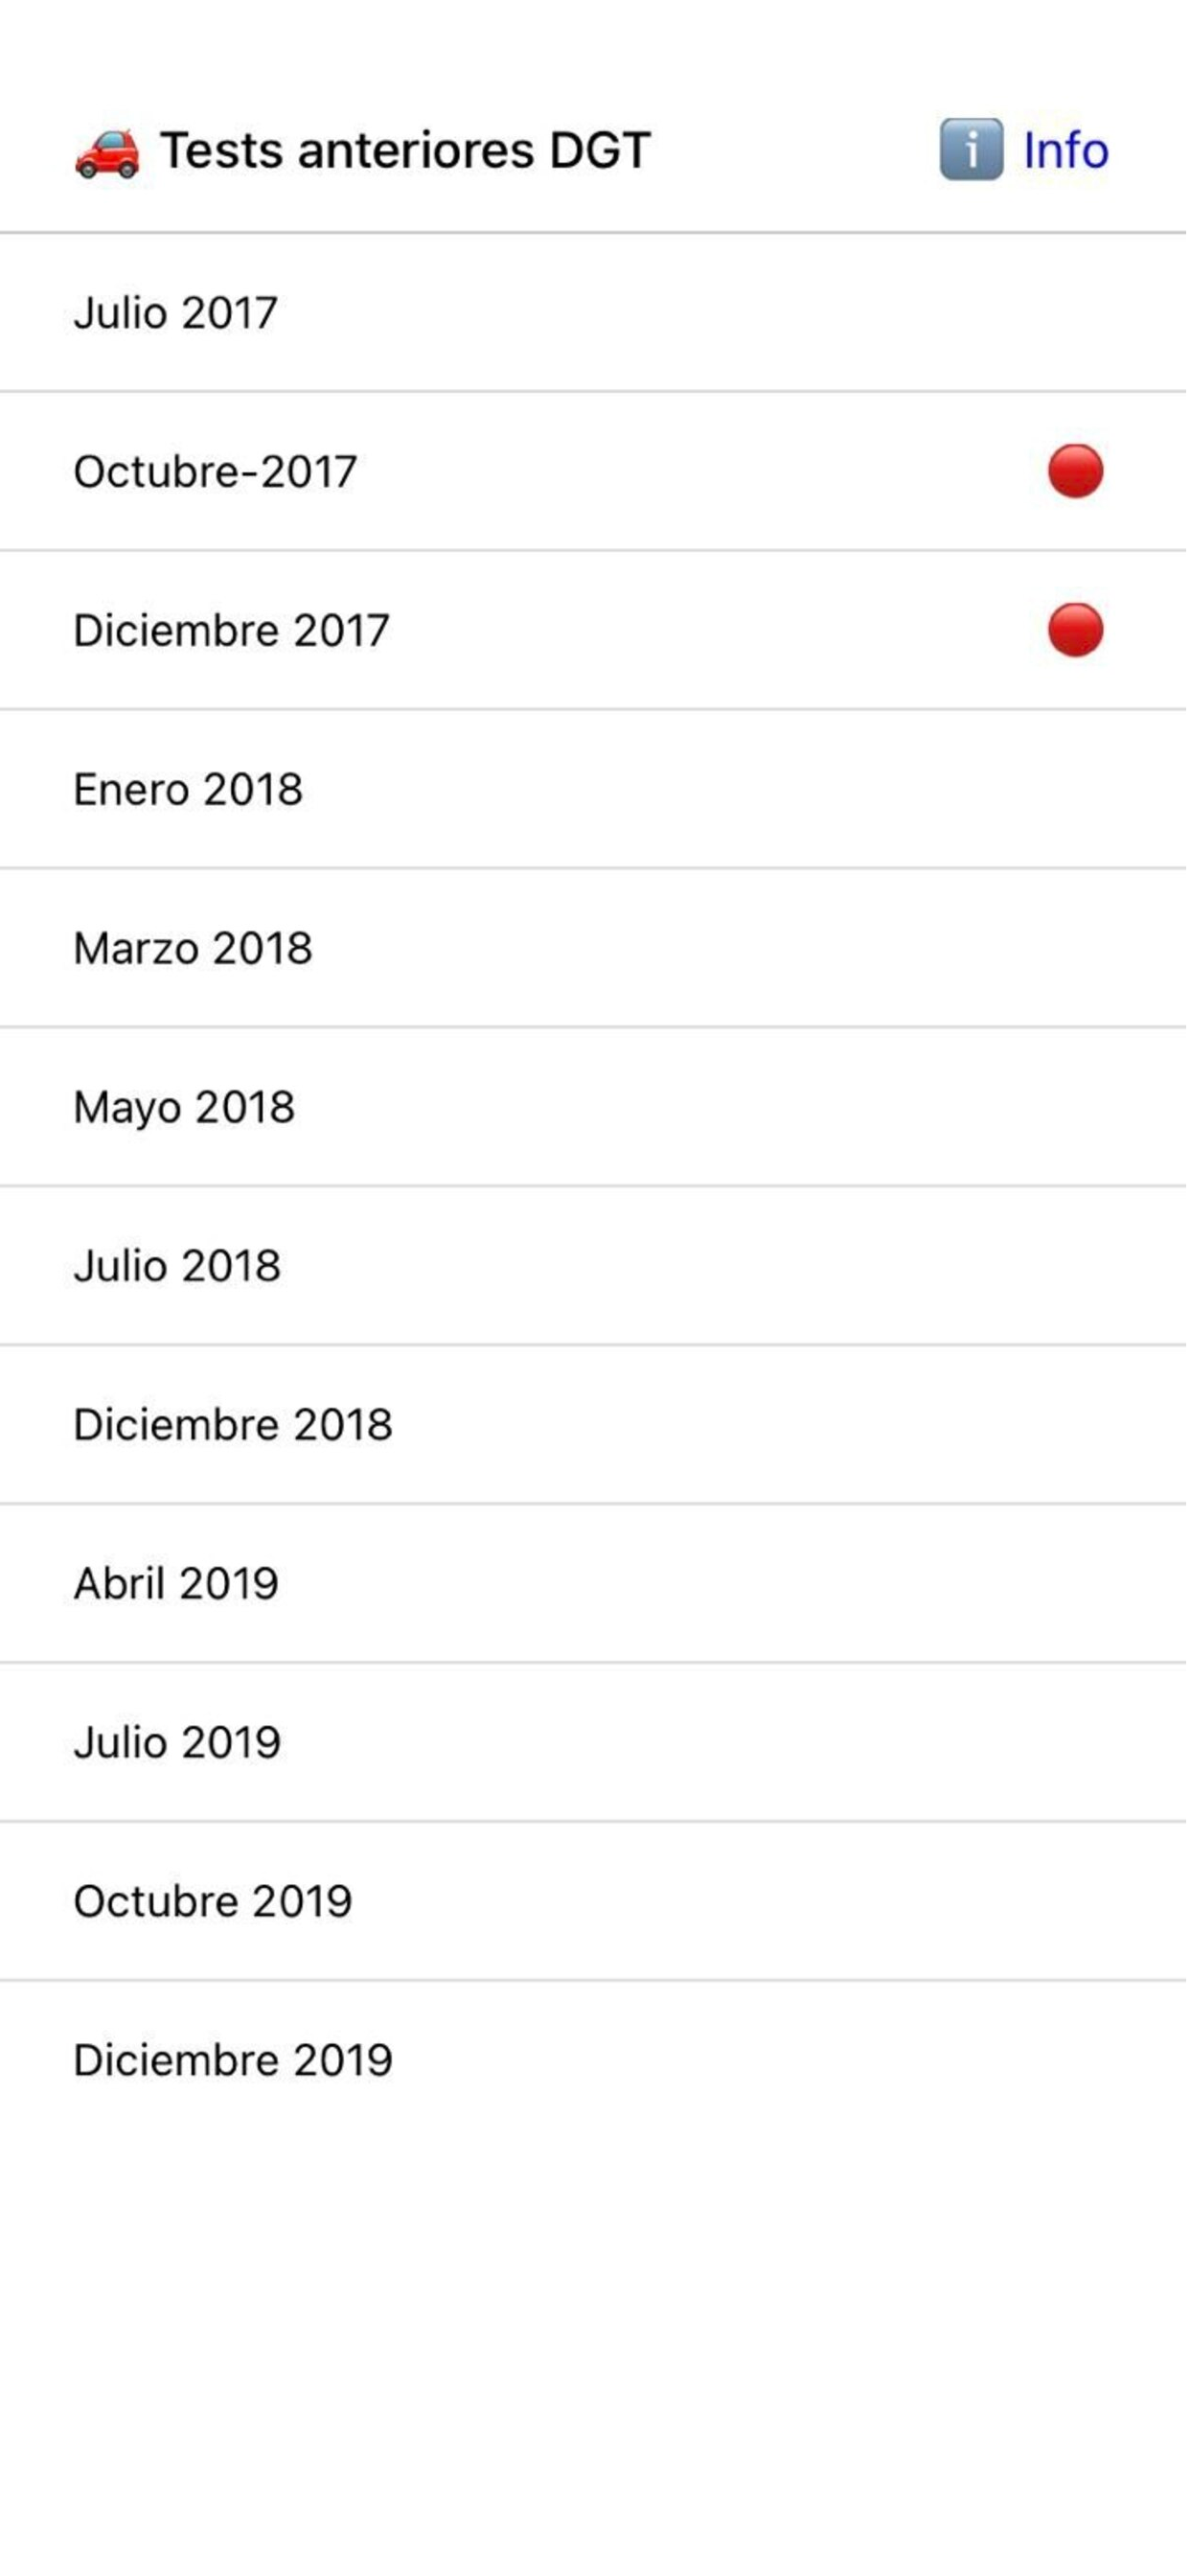 Tests anteriores DGT
Info
Julio 2017
Octubre-2017
Diciembre 2017
Enero 2018
Marzo 2018
Mayo 2018
Julio 2018
Diciembre 2018
Abril 2019
Julio 2019
Octubre 2019
Diciembre 2019